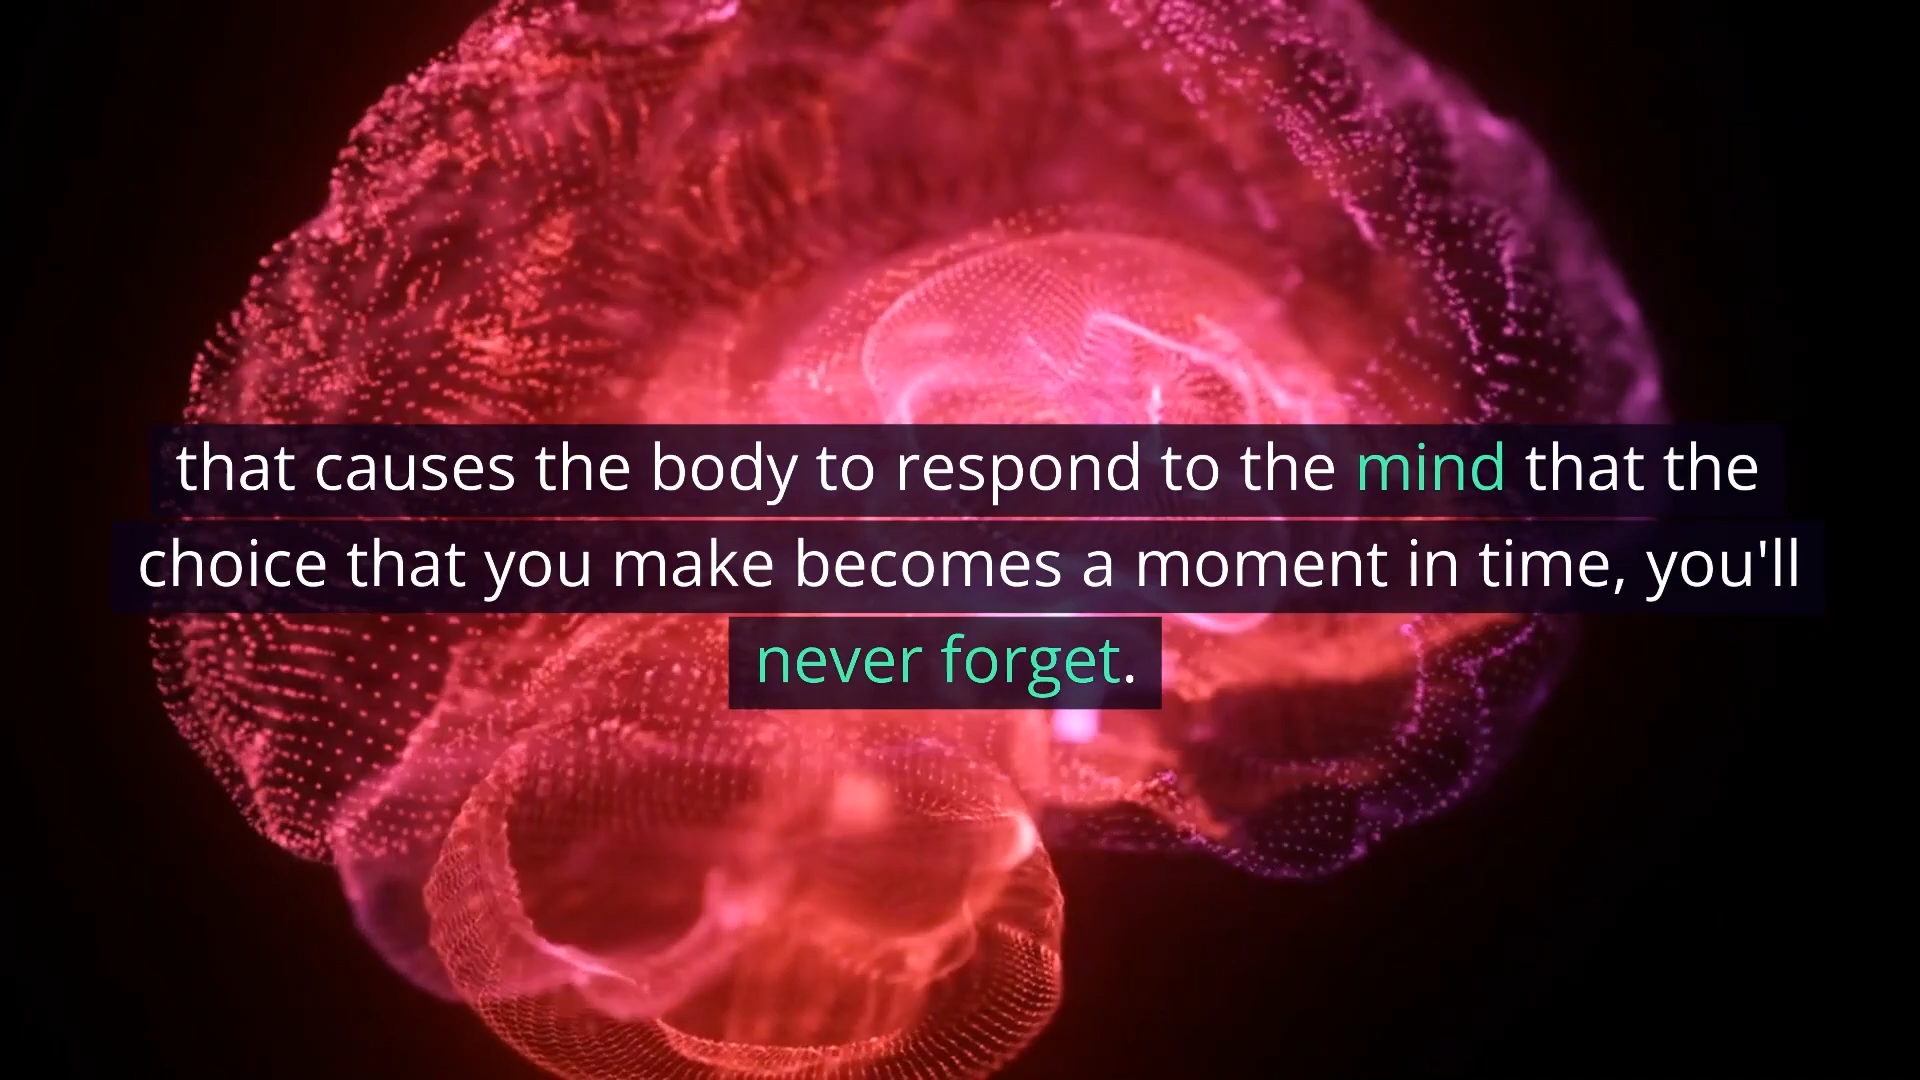 that causes the body to respond to the mind that the
choice that you make becomes a moment in time, you'll
never forget.